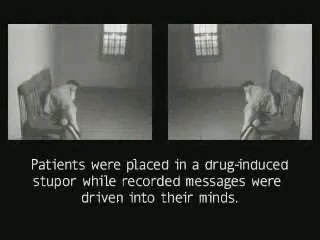 Patients were placed in a drug-induced
stupor while recorded messages were
driven into their minds.